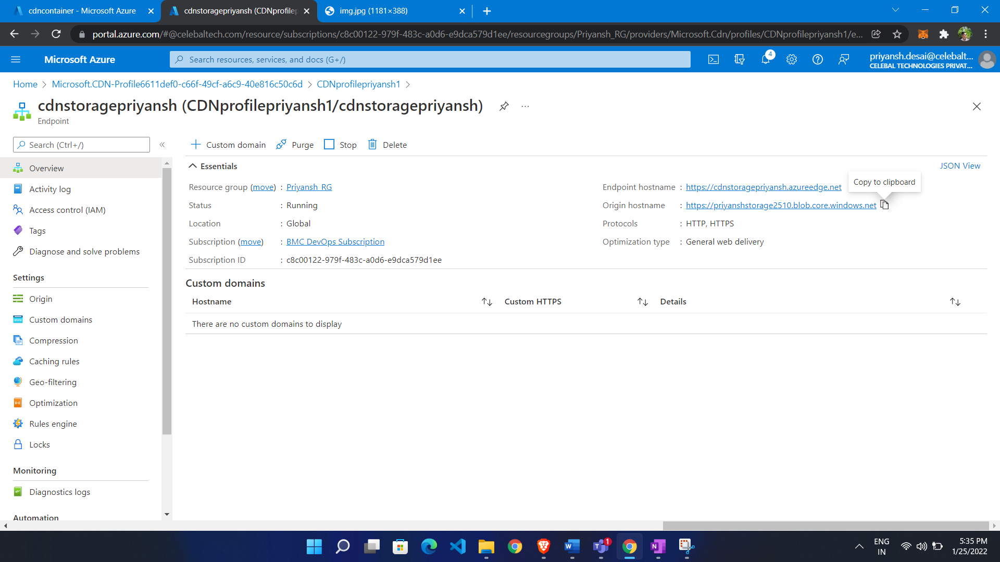 cdncontainer - Microsoft Azure
cdnstoragepriyansh (CDNprofilep
img.jpg (1181×388)
portal.azure.com/#@celebaltech.com/resource/subscriptions/c8c00122-979f-483c-a0d6-e9dca579d1ee/resourcegroups/Priyansh_RG/providers/Microsoft.Cdn/profiles/CDNprofilepriyansh1/e...
Microsoft Azure
Search resources, services, and docs (G+/)
4
priyansh.desai@celebalt...
CELEBAL TECHNOLOGIES PRIVAT...
Home > Microsoft.CDN-Profile6611def0-c66f-49cf-a6c9-40e816c50c6d > CDNprofilepriyansh1 >
cdnstoragepriyansh (CDNprofilepriyansh1/cdnstoragepriyansh)
...
Endpoint
Search (Ctrl+/)
«
Custom domain
Purge
Stop
Delete
Overview
Activity log
Access control (IAM)
Tags
Diagnose and solve problems
Settings
Origin
Custom domains
Compression
Caching rules
Geo-filtering
Optimization
Rules engine
Locks
Monitoring
Diagnostics logs
Automation
Essentials
JSON View
Resource group (move) : Priyansh_RG
Status : Running
Location : Global
Subscription (move) : BMC DevOps Subscription
Subscription ID : c8c00122-979f-483c-a0d6-e9dca579d1ee
Copy to clipboard
Endpoint hostname : https://cdnstoragepriyansh.azureedge.net
Origin hostname : https://priyanshstorage2510.blob.core.windows.net
Protocols : HTTP, HTTPS
Optimization type : General web delivery
Custom domains
Hostname
Custom HTTPS
Details
There are no custom domains to display
1
ENG
IN
5:35 PM
1/25/2022